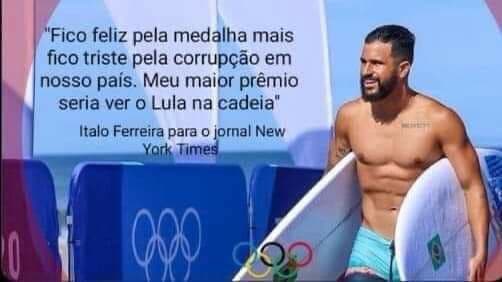 "Fico feliz pela medalha mais
fico triste pela corrupção em
nosso país. Meu maior prêmio
seria ver o Lula na cadeia"
Italo Ferreira para o jornal New
York Times